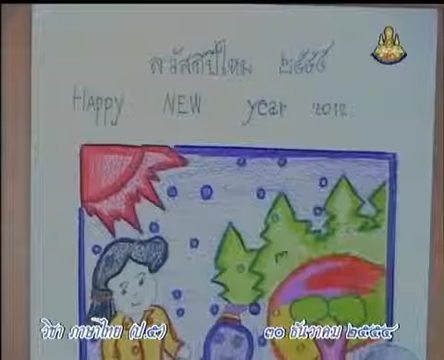 สวัสดีปีใหม่ ๒๕๕๕
HAPPY NEW year 2012
วิชา ภาษาไทย (ป.๕)
๓๐ ธันวาคม ๒๕๕๔